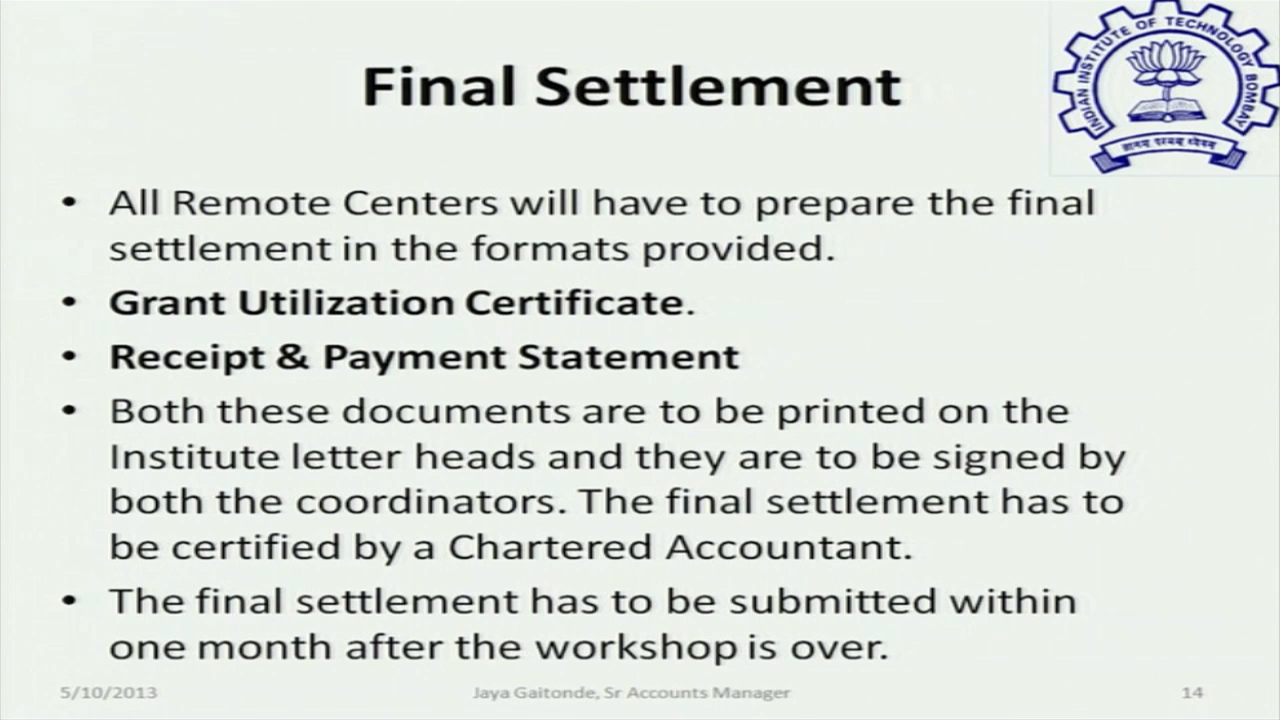 Final Settlement
INDIAN INSTITUTE OF TECHNOLOGY BOMBAY
ज्ञानम् परमम् ध्येयम्
• All Remote Centers will have to prepare the final
settlement in the formats provided.
• Grant Utilization Certificate.
• Receipt & Payment Statement
• Both these documents are to be printed on the
Institute letter heads and they are to be signed by
both the coordinators. The final settlement has to
be certified by a Chartered Accountant.
• The final settlement has to be submitted within
one month after the workshop is over.
5/10/2013
Jaya Gaitonde, Sr Accounts Manager
14